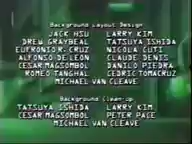 Background Layout Design
JACK HSU LARRY KIM
DREW GRAYBEAL TATSUYA ISHIDA
EUFRONIO R. CRUZ NICOLA CUTI
ALFONSO DE LEON CLAUDE DENIS
CESAR MAGSOMBOL DANILO PIEDRA
ROMEO TANGHAL CEDRIC TOMACRUZ
MICHAEL VAN CLEAVE
Background Clean-up
TATSUYA ISHIDA LARRY KIM
CESAR MAGSOMBOL PETER PACE
MICHAEL VAN CLEAVE